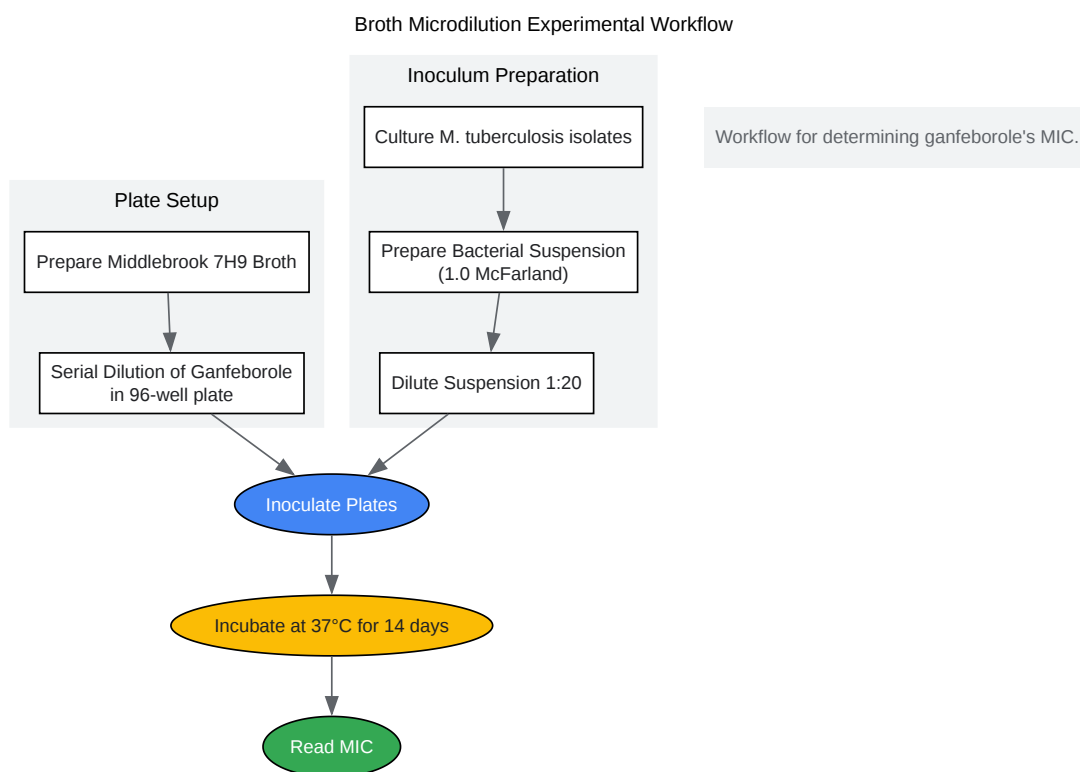 Broth Microdilution Experimental Workflow
Inoculum Preparation
Culture M. tuberculosis isolates
Workflow for determining ganfeborole's MIC.
Prepare Bacterial Suspension
(1.0 McFarland)
Dilute Suspension 1:20
Plate Setup
Prepare Middlebrook 7H9 Broth
Serial Dilution of Ganfeborole
in 96-well plate
Inoculate Plates
Incubate at 37°C for 14 days
Read MIC